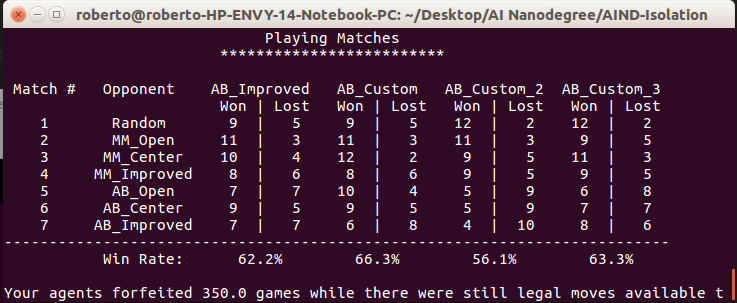 roberto@roberto-HP-ENVY-14-Notebook-PC: ~/Desktop/AI Nanodegree/AIND-Isolation
Playing Matches
*************************
Match # Opponent AB_Improved AB_Custom AB_Custom_2 AB_Custom_3
Won | Lost Won | Lost Won | Lost Won | Lost
1 Random 9 | 5 9 | 5 12 | 2 12 | 2
2 MM_Open 11 | 3 11 | 3 11 | 3 9 | 5
3 MM_Center 10 | 4 12 | 2 9 | 5 11 | 3
4 MM_Improved 8 | 6 8 | 6 9 | 5 9 | 5
5 AB_Open 7 | 7 10 | 4 5 | 9 6 | 8
6 AB_Center 9 | 5 9 | 5 5 | 9 7 | 7
7 AB_Improved 7 | 7 6 | 8 4 | 10 8 | 6
--------------------------------------------------------------------------
Win Rate: 62.2% 66.3% 56.1% 63.3%
Your agents forfeited 350.0 games while there were still legal moves available t